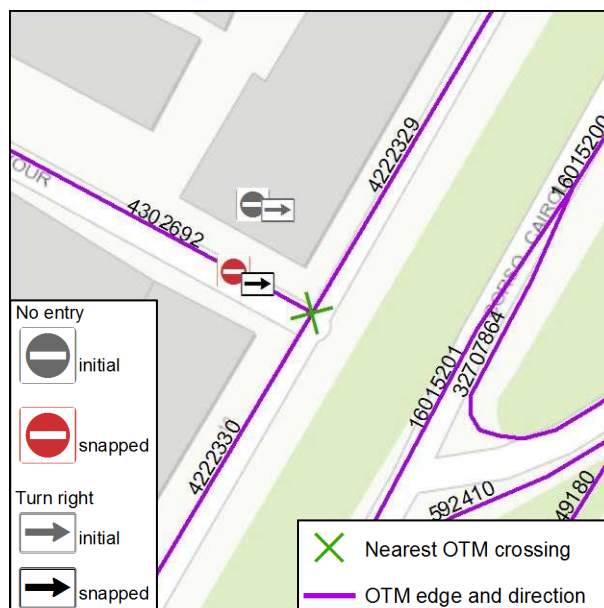 4222329
16015200
OUR
4302692
CORSO CAIROLI
32707864
16015201
4222330
592410
49180
No entry
initial
snapped
Turn right
initial
snapped
Nearest OTM crossing
OTM edge and direction